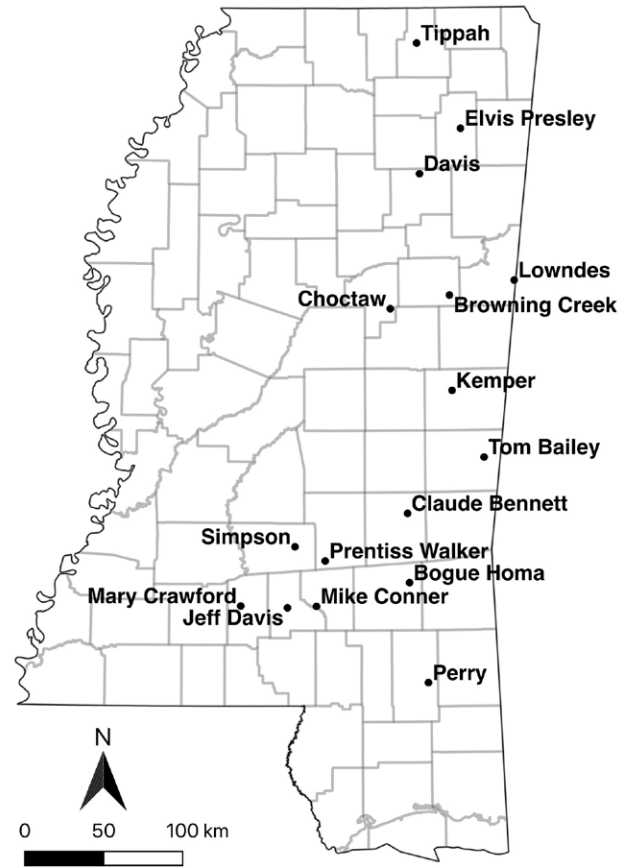 Tippah
Elvis Presley
Davis
Lowndes
Choctaw
Browning Creek
Kemper
Tom Bailey
Claude Bennett
Simpson
Prentiss Walker
Bogue Homa
Mary Crawford
Mike Conner
Jeff Davis
Perry
N
0 50 100 km